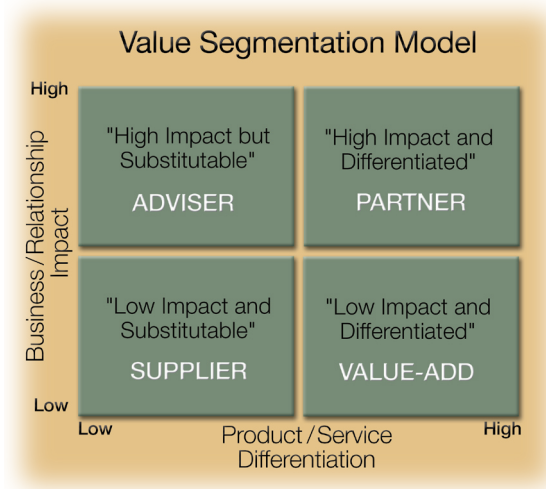 Value Segmentation Model
High
Business/Relationship
Impact
"High Impact but
Substitutable"
ADVISER
"High Impact and
Differentiated"
PARTNER
"Low Impact and
Substitutable"
SUPPLIER
"Low Impact and
Differentiated"
VALUE-ADD
Low
Low
High
Product/Service
Differentiation